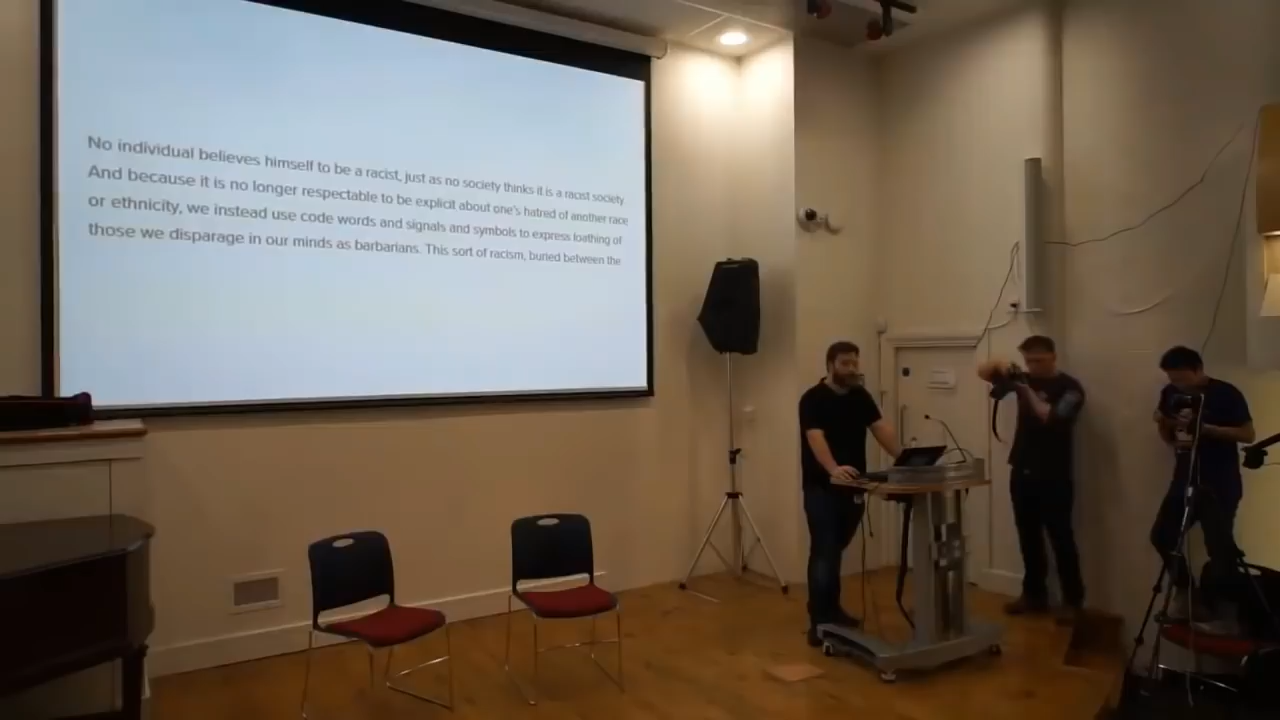 No individual believes himself to be a racist, just as no society thinks it is a racist society.
And because it is no longer respectable to be explicit about one's hatred of another race
or ethnicity, we instead use code words and signals and symbols to express loathing of
those we disparage in our minds as barbarians. This sort of racism, buried between the